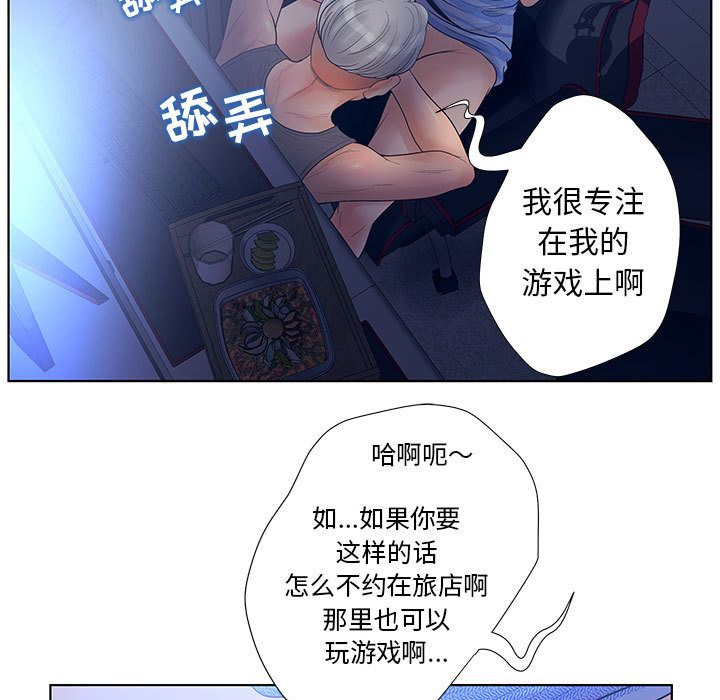 舔弄
舔弄
我很专注
在我的
游戏上啊
哈啊呃～
如...如果你要
这样的话
怎么不约在旅店啊
那里也可以
玩游戏啊...